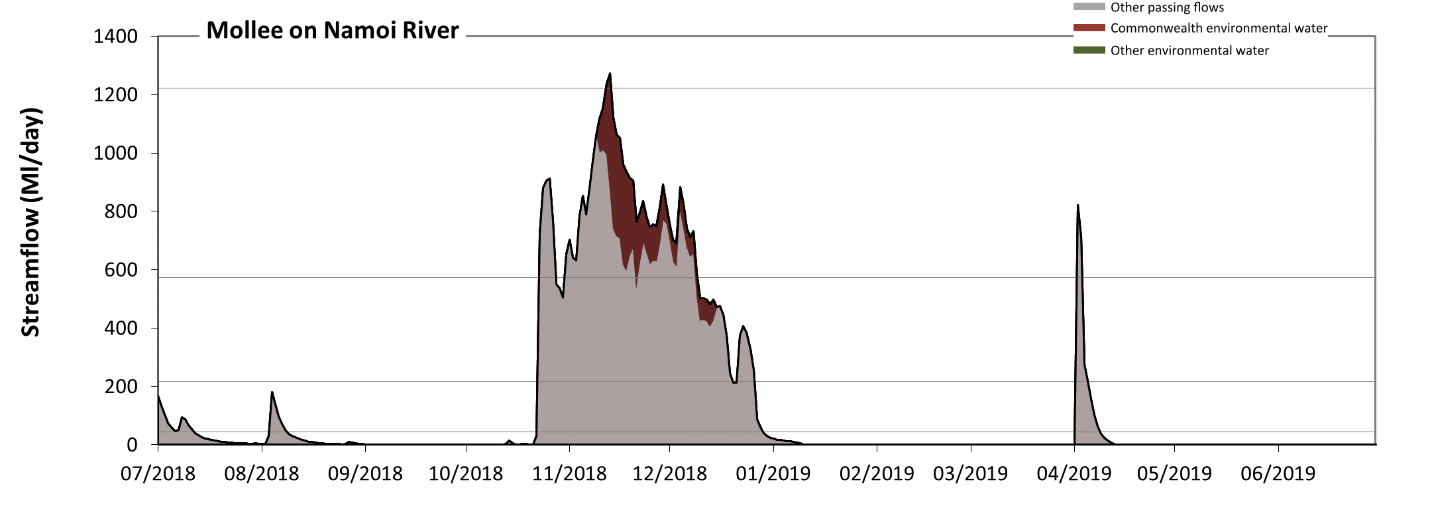 Other passing flows
Mollee on Namoi River
Commonwealth environmental water
Other environmental water
Streamflow (Ml/day)
1400
1200
1000
800
600
400
200
0
07/2018 08/2018 09/2018 10/2018 11/2018 12/2018 01/2019 02/2019 03/2019 04/2019 05/2019 06/2019